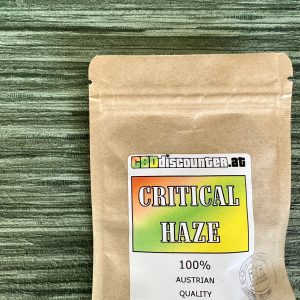 CBDdiscounter.at
CRITICAL
HAZE
100%
AUSTRIAN
QUALITY